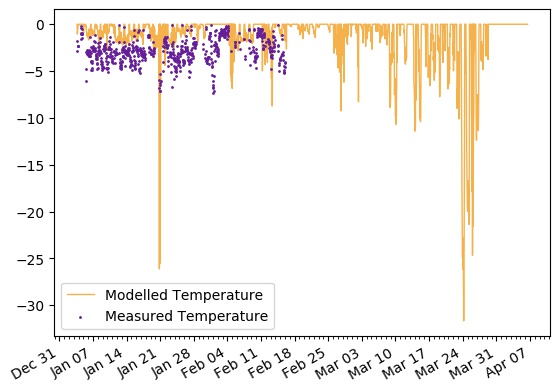 0
−5
−10
−15
−20
−25
−30
Modelled Temperature
Measured Temperature
Dec 31
Jan 07
Jan 14
Jan 21
Jan 28
Feb 04
Feb 11
Feb 18
Feb 25
Mar 03
Mar 10
Mar 17
Mar 24
Mar 31
Apr 07